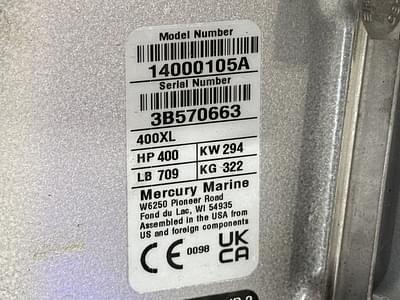 Model Number
14000105A
Serial Number
3B570663
400XL
HP 400 KW 294
LB 709 KG 322
Mercury Marine
W6250 Pioneer Road
Fond du Lac, WI 54935
Assembled in the USA from
US and foreign components
CE 0098 UK
CA